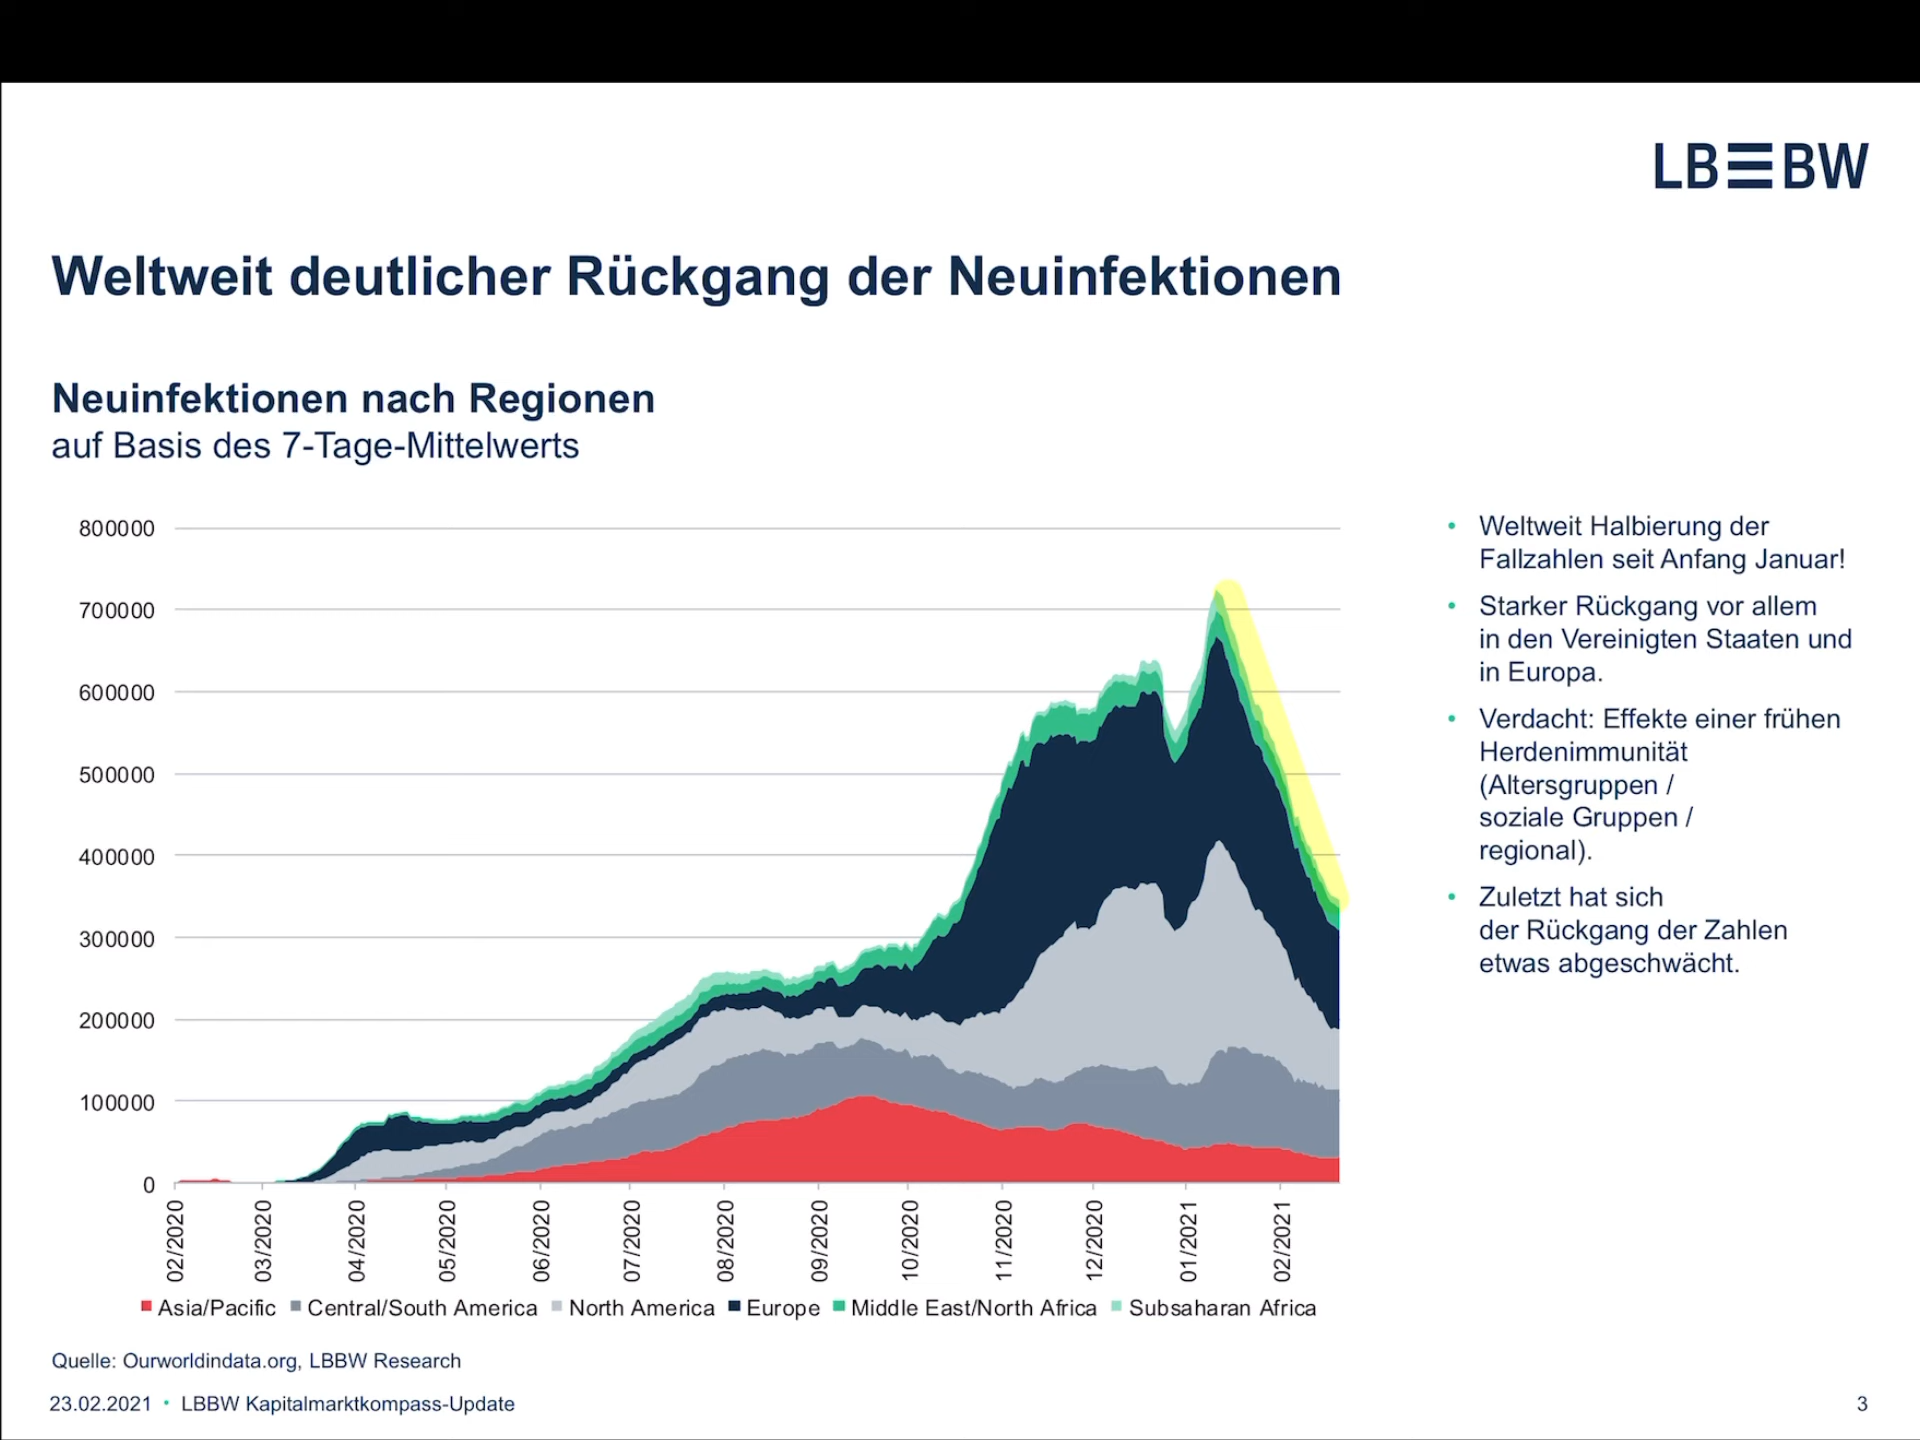 LBBW
Weltweit deutlicher Rückgang der Neuinfektionen
Neuinfektionen nach Regionen
auf Basis des 7-Tage-Mittelwerts
800000
700000
600000
500000
400000
300000
200000
100000
0
02/2020
03/2020
04/2020
05/2020
06/2020
07/2020
08/2020
09/2020
10/2020
11/2020
12/2020
01/2021
02/2021
Asia/Pacific Central/South America North America Europe Middle East/North Africa Subsaharan Africa
• Weltweit Halbierung der
Fallzahlen seit Anfang Januar!
• Starker Rückgang vor allem
in den Vereinigten Staaten und
in Europa.
• Verdacht: Effekte einer frühen
Herdenimmunität
(Altersgruppen /
soziale Gruppen /
regional).
• Zuletzt hat sich
der Rückgang der Zahlen
etwas abgeschwächt.
Quelle: Ourworldindata.org, LBBW Research
23.02.2021 • LBBW Kapitalmarktkompass-Update
3